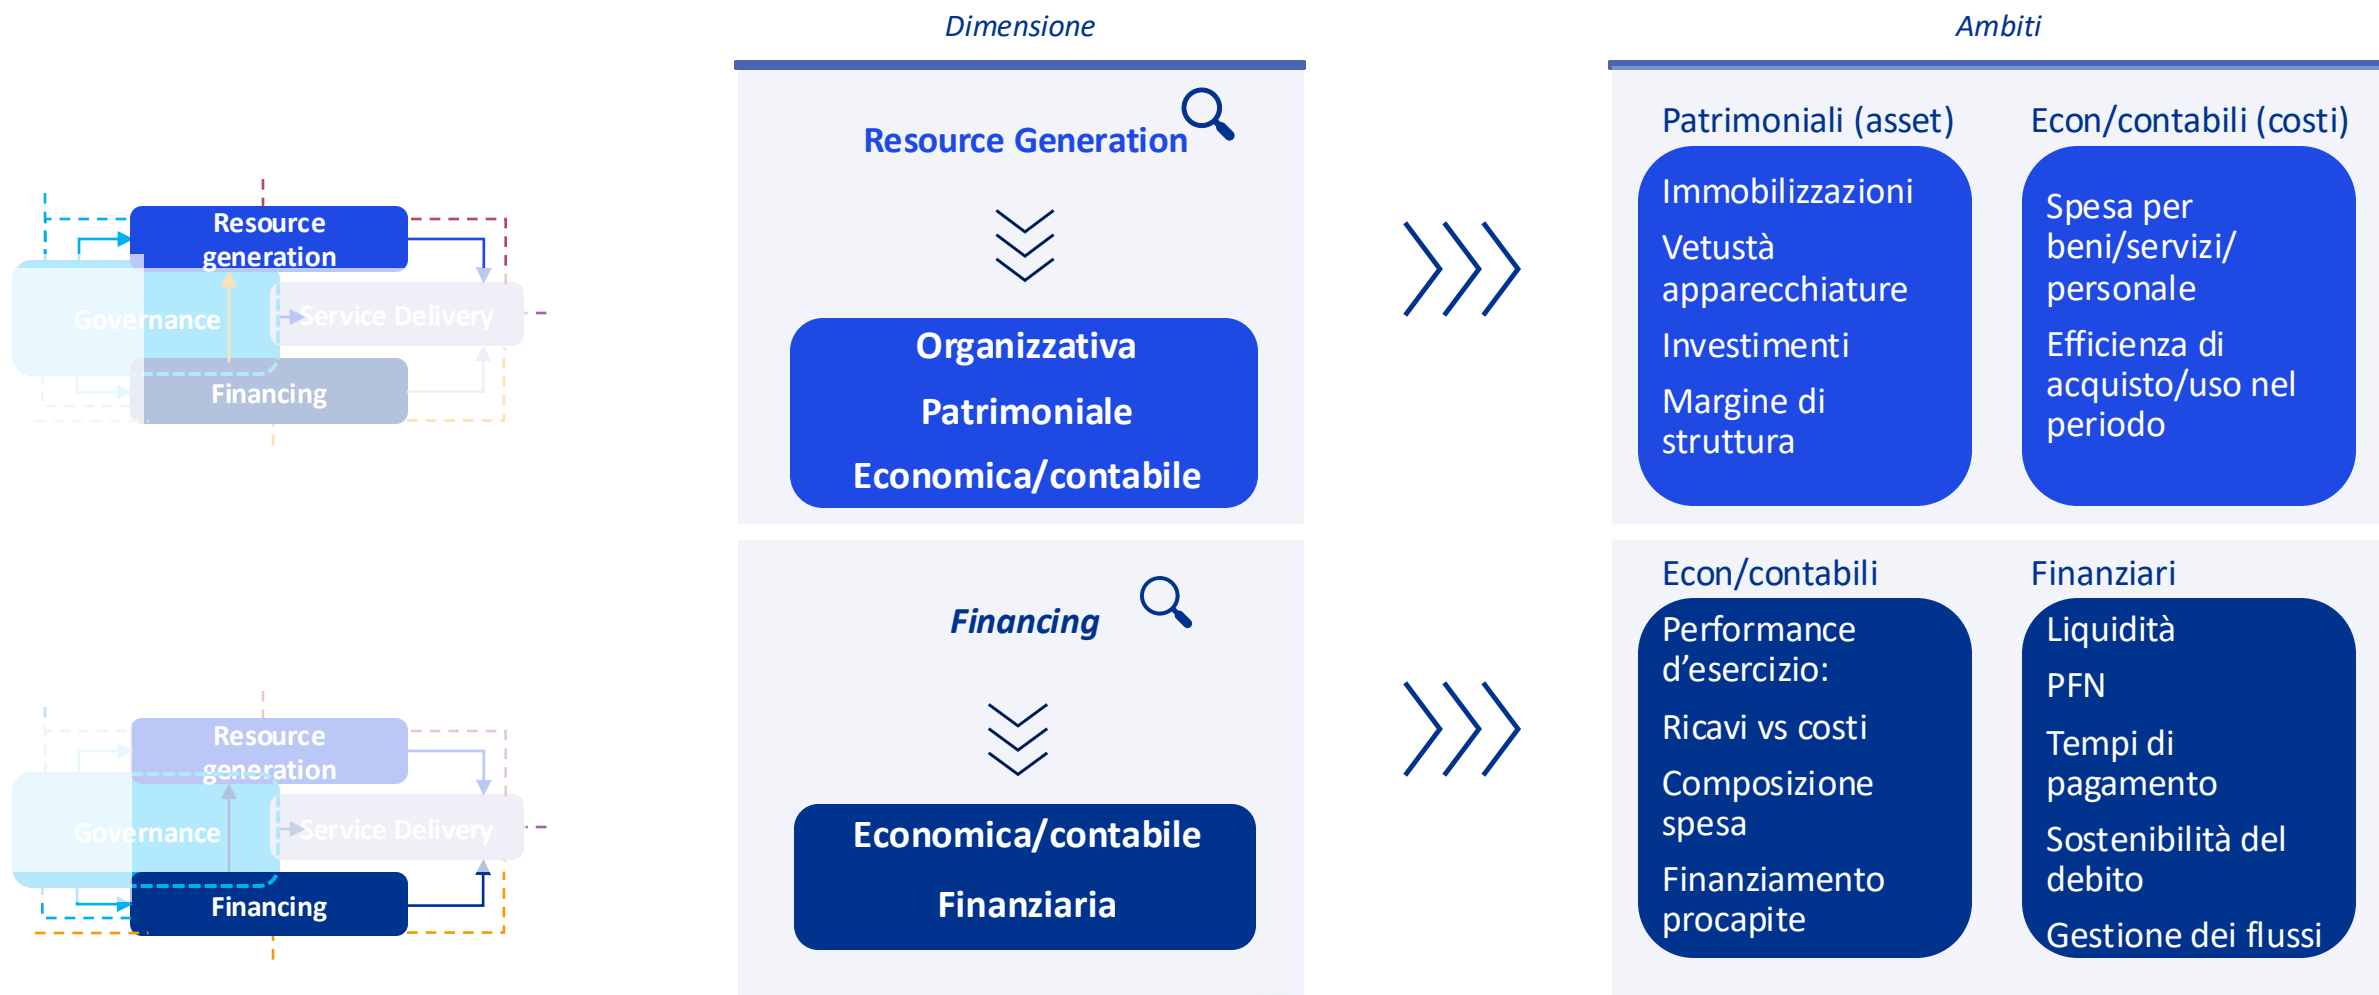 Dimensione
Ambiti
Resource
generation
Governance
Service Delivery
Financing
Resource Generation
Organizzativa
Patrimoniale
Economica/contabile
Patrimoniali (asset)
Immobilizzazioni
Vetustà
apparecchiature
Investimenti
Margine di
struttura
Econ/contabili (costi)
Spesa per
beni/servizi/
personale
Efficienza di
acquisto/uso nel
periodo
Resource
generation
Governance
Service Delivery
Financing
Financing
Economica/contabile
Finanziaria
Econ/contabili
Performance
d’esercizio:
Ricavi vs costi
Composizione
spesa
Finanziamento
procapite
Finanziari
Liquidità
PFN
Tempi di
pagamento
Sostenibilità del
debito
Gestione dei flussi